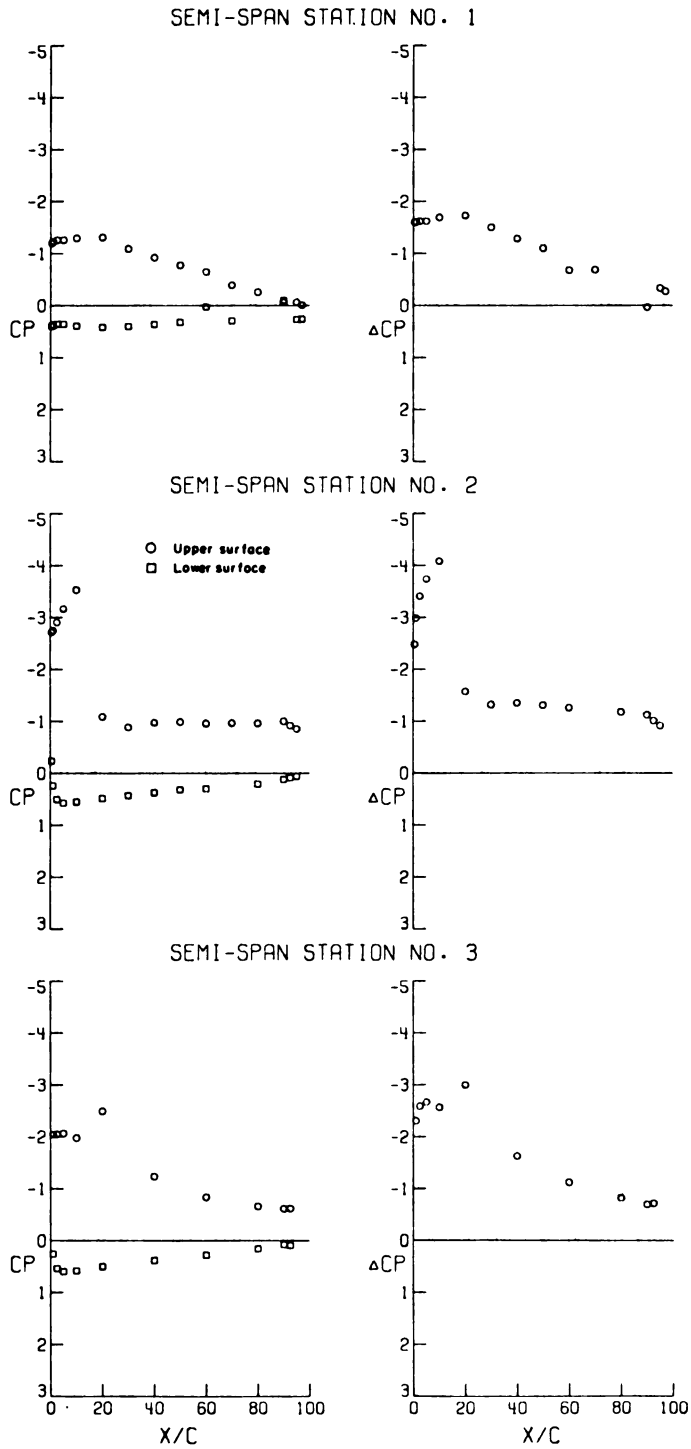 SEMI-SPAN STATION NO. 1
-5 -5
-4 -4
-3 -3
-2 -2
-1 -1
0 0
CP ΔCP
1 1
2 2
3 3
SEMI-SPAN STATION NO. 2
-5 -5
○ Upper surface
□ Lower surface
-4 -4
-3 -3
-2 -2
-1 -1
0 0
CP ΔCP
1 1
2 2
3 3
SEMI-SPAN STATION NO. 3
-5 -5
-4 -4
-3 -3
-2 -2
-1 -1
0 0
CP ΔCP
1 1
2 2
3 3
0 20 40 60 80 100 0 20 40 60 80 100
X/C X/C